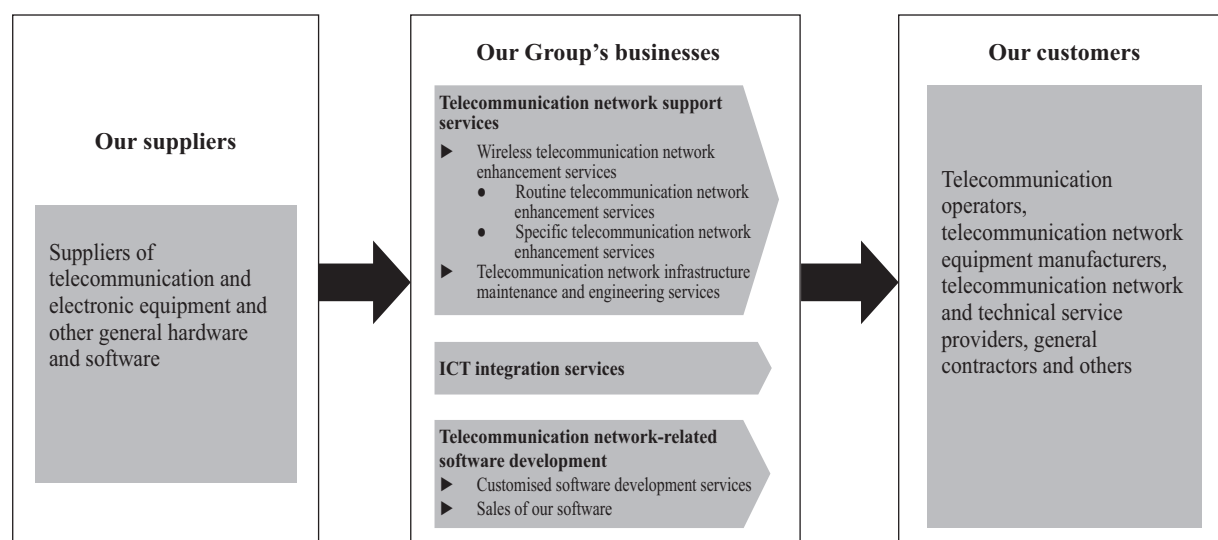 Our suppliers
Suppliers of
telecommunication and
electronic equipment and
other general hardware
and software
Our Group's businesses
Telecommunication network support
services
▶ Wireless telecommunication network
enhancement services
● Routine telecommunication network
enhancement services
● Specific telecommunication network
enhancement services
▶ Telecommunication network infrastructure
maintenance and engineering services
ICT integration services
Telecommunication network-related
software development
▶ Customised software development services
▶ Sales of our software
Our customers
Telecommunication
operators,
telecommunication network
equipment manufacturers,
telecommunication network
and technical service
providers, general
contractors and others